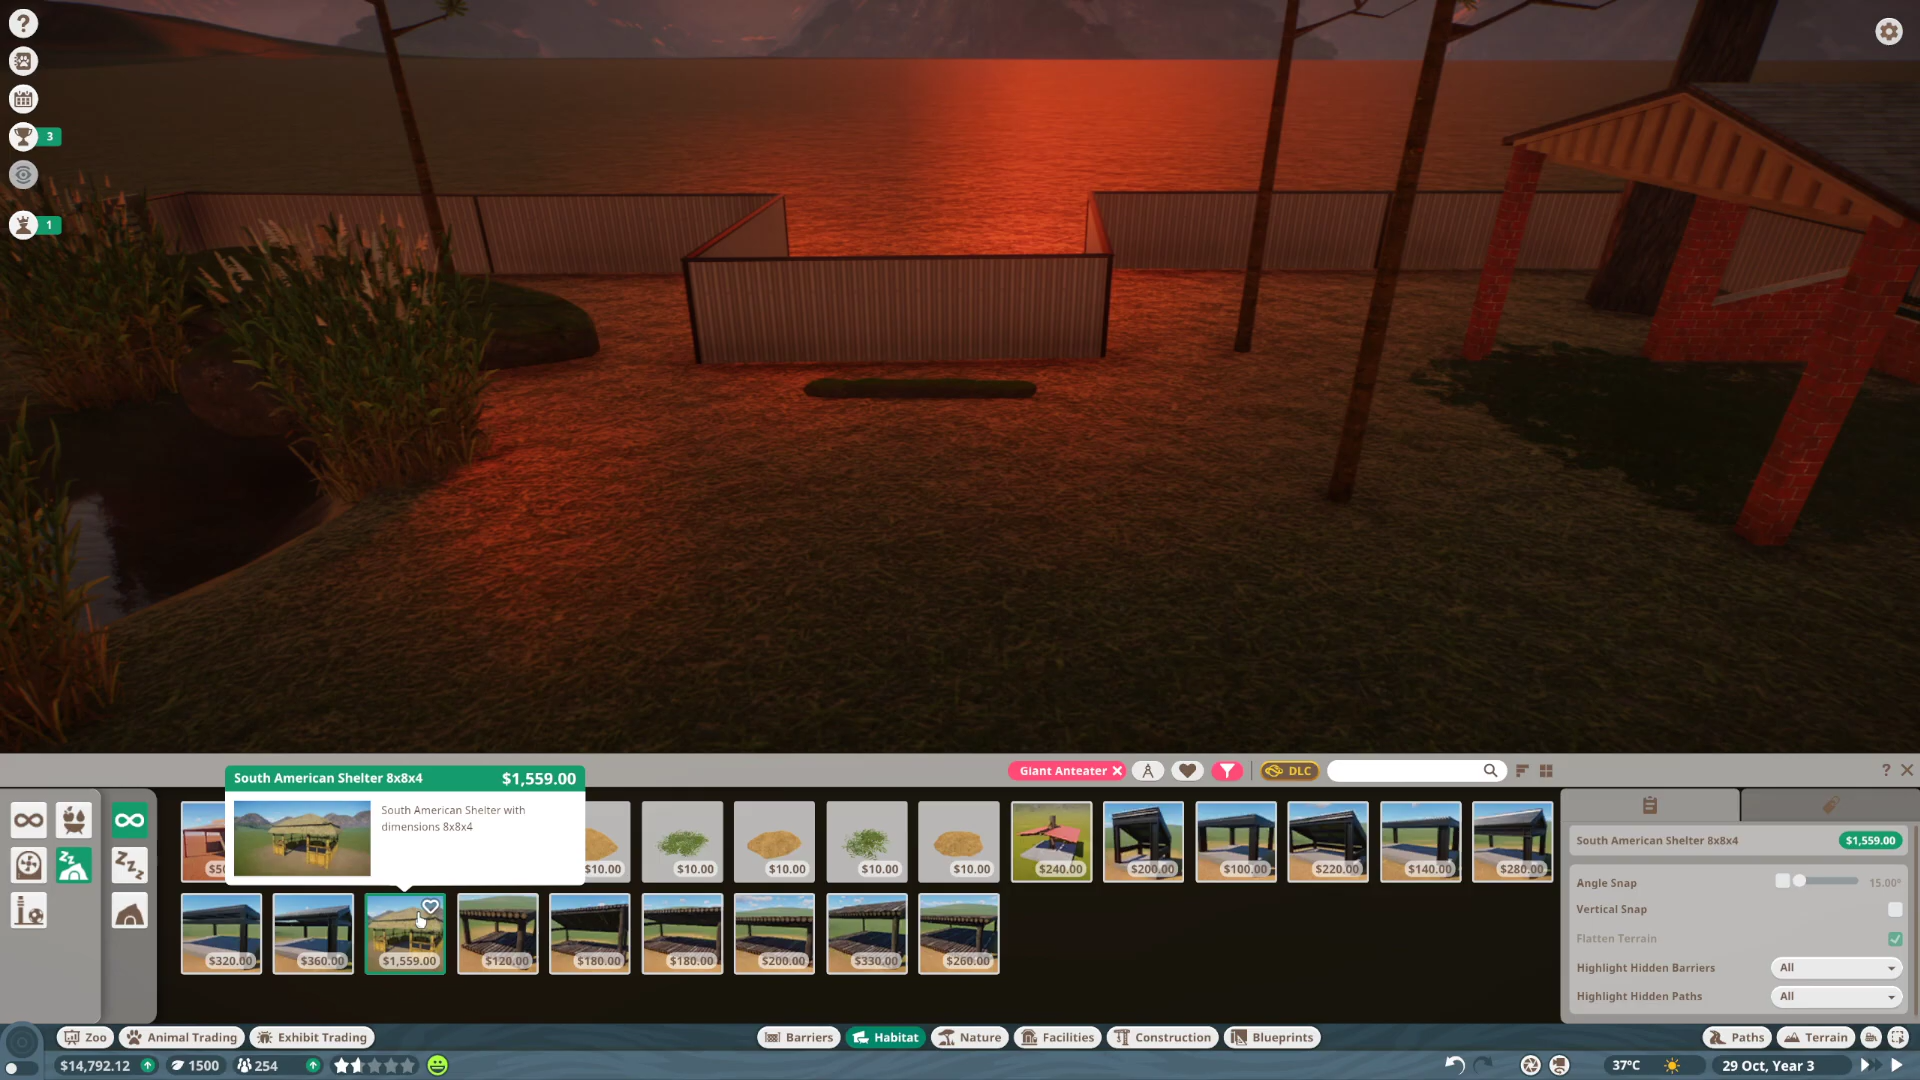 ?
3
1
South American Shelter 8x8x4 $1,559.00
South American Shelter with
dimensions 8x8x4
Giant Anteater
DLC
?
$10.00
$10.00
$10.00
$10.00
$10.00
$240.00
$200.00
$100.00
$220.00
$140.00
$280.00
$320.00
$360.00
$1,559.00
$120.00
$180.00
$180.00
$200.00
$330.00
$260.00
South American Shelter 8x8x4 $1,559.00
Angle Snap 15.00°
Vertical Snap
Flatten Terrain
Highlight Hidden Barriers All
Highlight Hidden Paths All
Zoo
Animal Trading
Exhibit Trading
Barriers
Habitat
Nature
Facilities
Construction
Blueprints
Paths
Terrain
$14,792.12
1500
254
37°C
29 Oct, Year 3